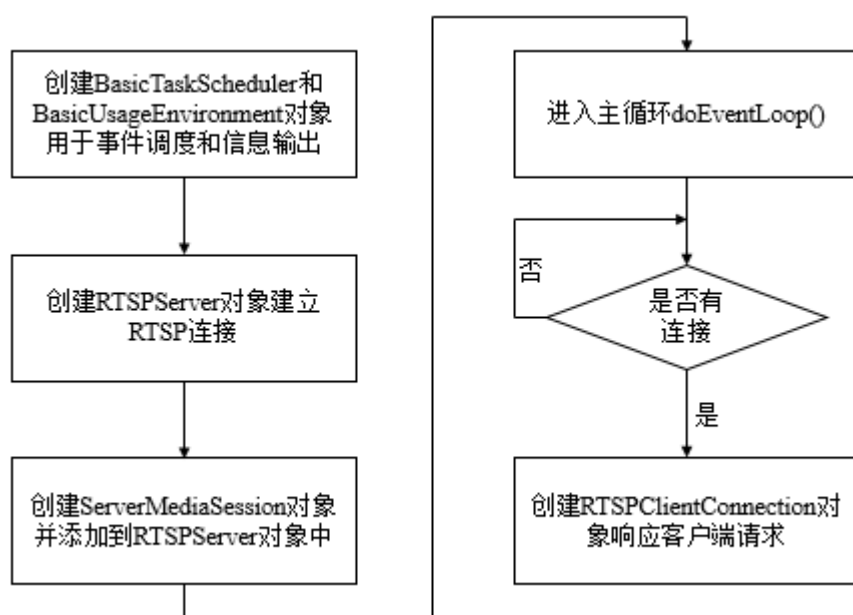 创建BasicTaskScheduler和
BasicUsageEnvironment对象
用于事件调度和信息输出
创建RTSPServer对象建立
RTSP连接
创建ServerMediaSession对象
并添加到RTSPServer对象中
进入主循环doEventLoop()
否
是否有
连接
是
创建RTSPClientConnection对
象响应客户端请求